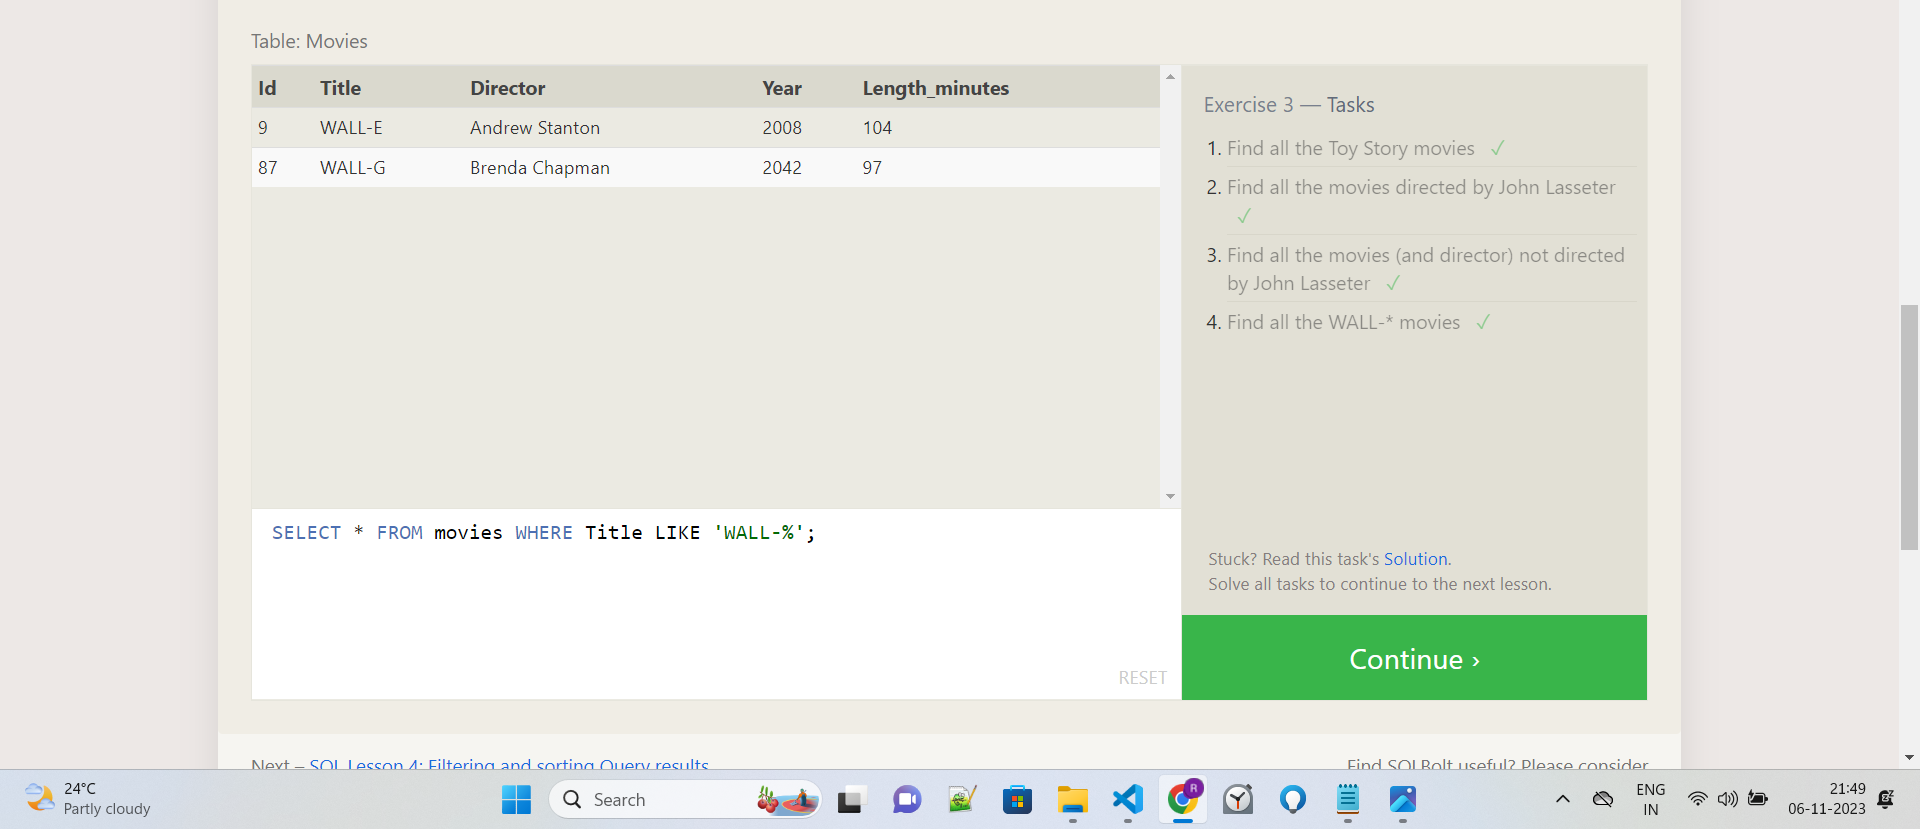 Table: Movies
Id Title Director Year Length_minutes
9 WALL-E Andrew Stanton 2008 104
87 WALL-G Brenda Chapman 2042 97
SELECT * FROM movies WHERE Title LIKE 'WALL-%';
RESET
Exercise 3 — Tasks
1. Find all the Toy Story movies ✓
2. Find all the movies directed by John Lasseter
✓
3. Find all the movies (and director) not directed
by John Lasseter ✓
4. Find all the WALL-* movies ✓
Stuck? Read this task's Solution.
Solve all tasks to continue to the next lesson.
Continue ›
Next – SQL Lesson 4: Filtering and sorting Query results
Find SQLBolt useful? Please consider
24°C
Partly cloudy
Search
R
ENG
IN
21:49
06-11-2023